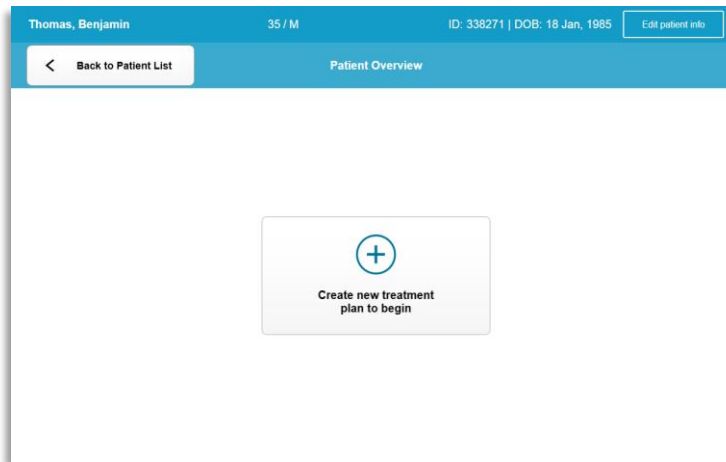 Thomas, Benjamin 35 / M ID: 338271 | DOB: 18 Jan, 1985 Edit patient info
Back to Patient List Patient Overview
Create new treatment
plan to begin